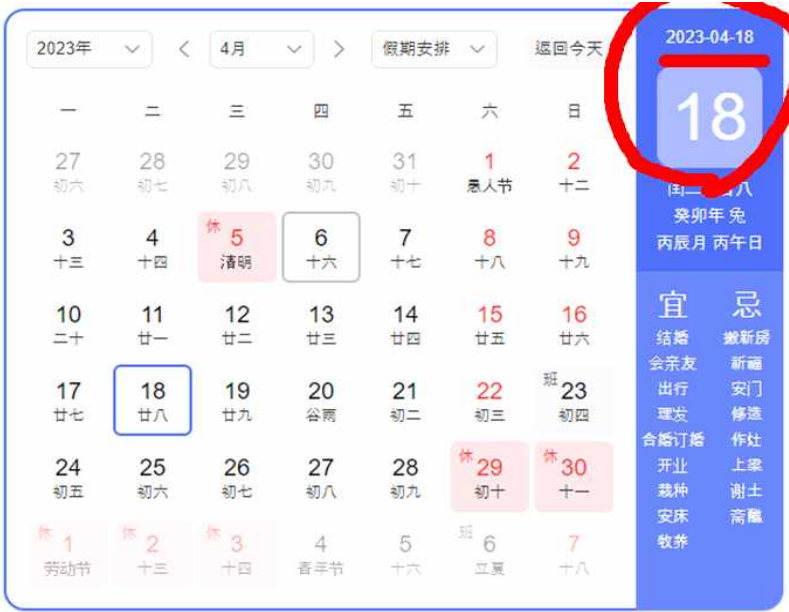 2023年 4月 假期安排 返回今天
一 二 三 四 五 六 日
27 28 29 30 31 1 2
初六 初七 初八 初九 初十 愚人节 十二
休
3 4 5 6 7 8 9
十三 十四 清明 十六 十七 十八 十九
10 11 12 13 14 15 16
二十 廿一 廿二 廿三 廿四 廿五 廿六
班
17 18 19 20 21 22 23
廿七 廿八 廿九 谷雨 初二 初三 初四
休 休
24 25 26 27 28 29 30
初五 初六 初七 初八 初九 初十 十一
休 休 休 班
1 2 3 4 5 6 7
劳动节 十三 十四 青年节 十六 立夏 十八
2023-04-18
18
闰二 廿八
癸卯年 兔
丙辰月 丙午日
宜 忌
结婚 搬新房
会亲友 祈福
出行 安门
理发 修造
合婚订婚 作灶
开业 上梁
栽种 谢土
安床 斋醮
牧养